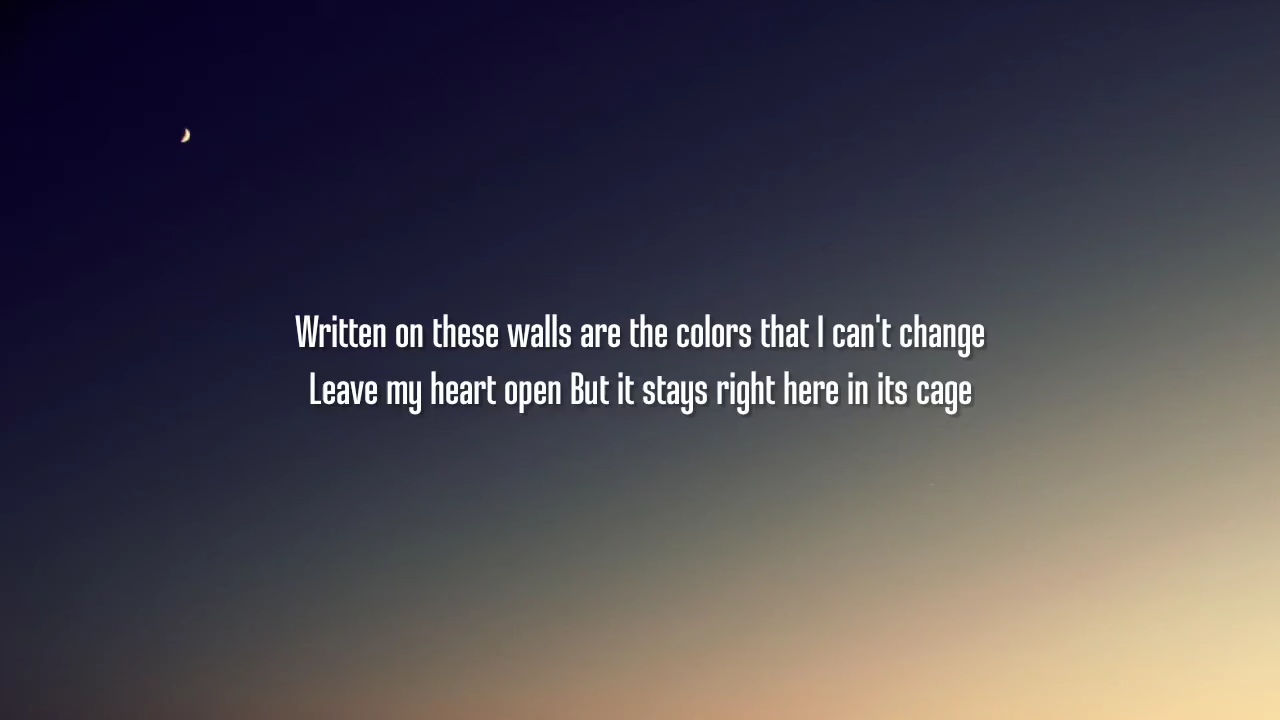 Written on these walls are the colors that I can't change
Leave my heart open But it stays right here in its cage